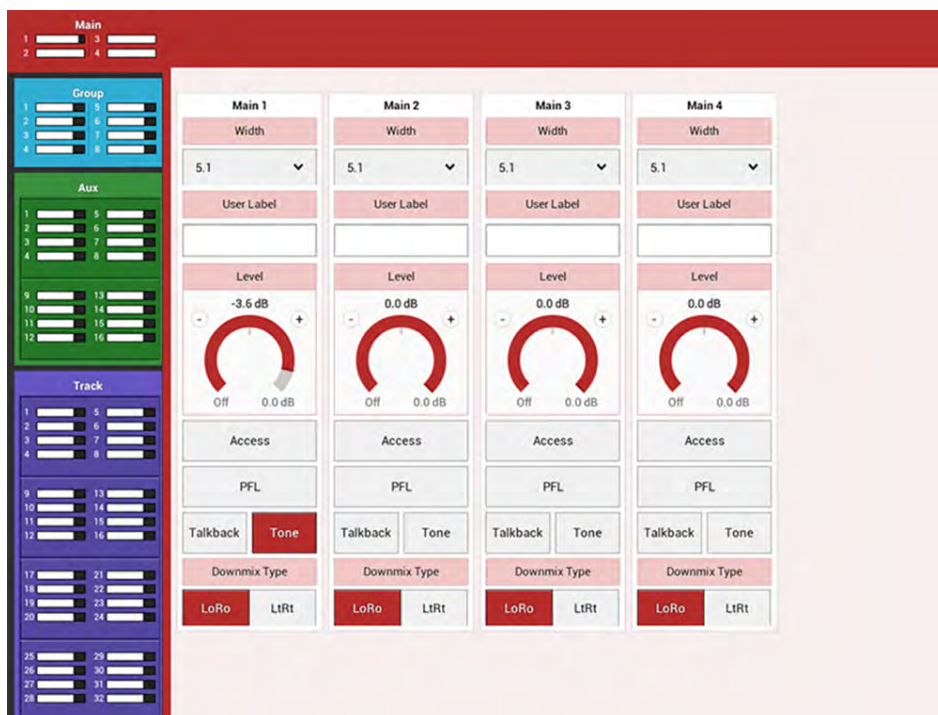 Main
1 3
2 4
Group
1 5
2 6
3 7
4 8
Aux
1 5
2 6
3 7
4 8
9 13
10 14
11 15
12 16
Track
1 5
2 6
3 7
4 8
9 13
10 14
11 15
12 16
17 21
18 22
19 23
20 24
25 29
26 30
27 31
28 32
Main 1 Main 2 Main 3 Main 4
Width Width Width Width
5.1 5.1 5.1 5.1
User Label User Label User Label User Label
Level Level Level Level
-3.6 dB 0.0 dB 0.0 dB 0.0 dB
- + - + - + - +
Off 0.0 dB Off 0.0 dB Off 0.0 dB Off 0.0 dB
Access Access Access Access
PFL PFL PFL PFL
Talkback Tone Talkback Tone Talkback Tone Talkback Tone
Downmix Type Downmix Type Downmix Type Downmix Type
LoRo LtRt LoRo LtRt LoRo LtRt LoRo LtRt